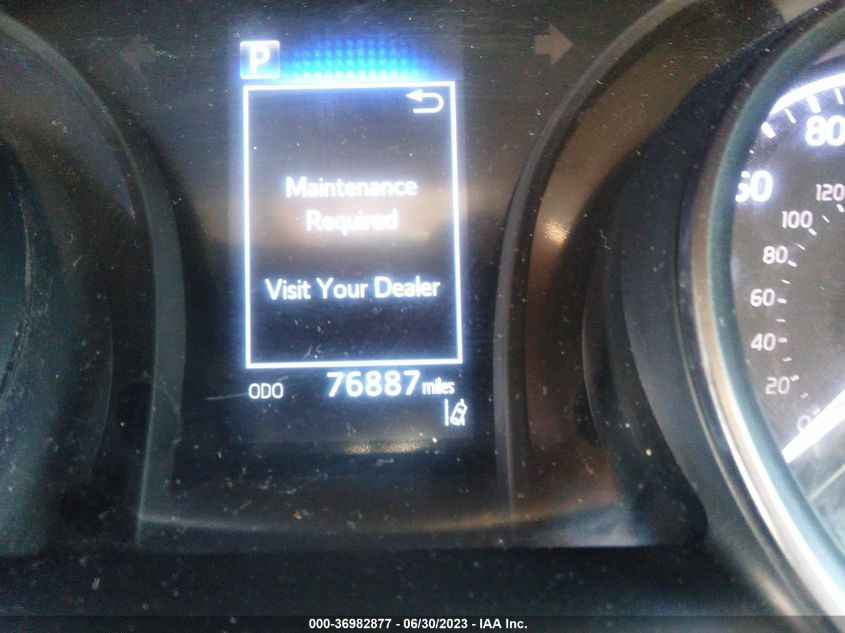 P
Maintenance
Required
Visit Your Dealer
ODO 76887 miles
80
120
100
80
60
40
20
000-36982877 - 06/30/2023 - IAA Inc.